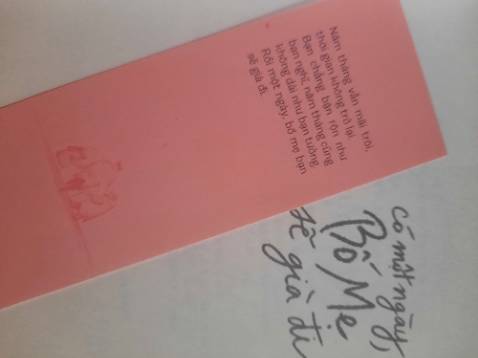 Năm tháng vẫn mãi trôi,
thời gian không trở lại.
Bạn chẳng bận rộn như
bạn nghĩ, năm tháng cũng
không dài như bạn tưởng.
Rồi một ngày, bố mẹ bạn
sẽ già đi.
có một ngày,
Bố Mẹ
sẽ già đi